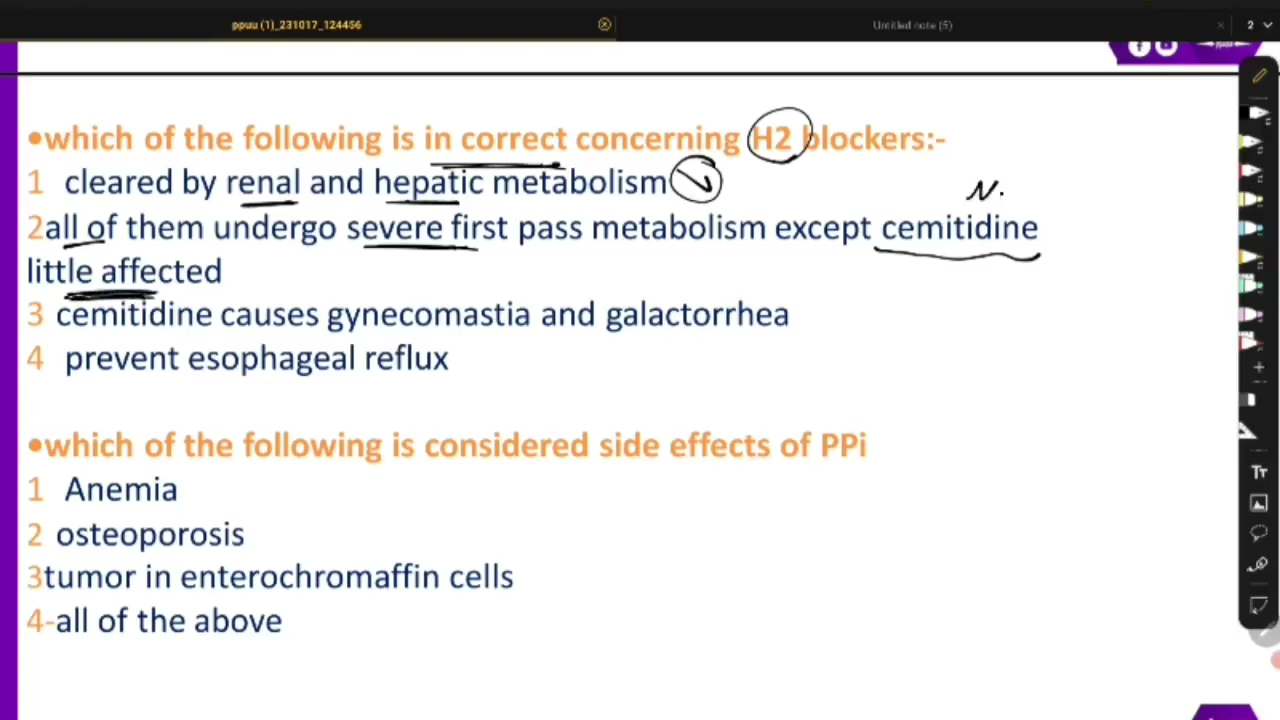 ppuu (1)_231017_124456
Untitled note (5)
2
•which of the following is in correct concerning H2 blockers:-
1 cleared by renal and hepatic metabolism
N.
2all of them undergo severe first pass metabolism except cemitidine
little affected
3 cemitidine causes gynecomastia and galactorrhea
4 prevent esophageal reflux
•which of the following is considered side effects of PPi
1 Anemia
2 osteoporosis
3tumor in enterochromaffin cells
4-all of the above
Tт